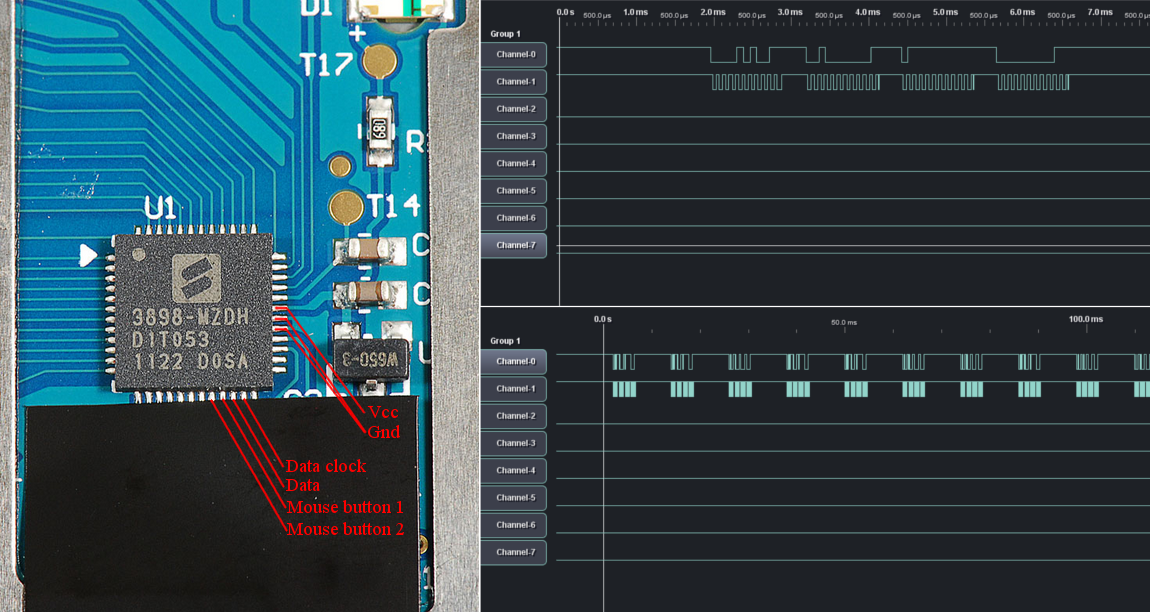 D1
+
T17
089
T14
U1
C
C
3898-MZDH
D1T053
1122 D0SA
W650-3
U
Vcc
Gnd
Data clock
Data
Mouse button 1
Mouse button 2
0.0 s 500.0 µs 1.0 ms 500.0 µs 2.0 ms 500.0 µs 3.0 ms 500.0 µs 4.0 ms 500.0 µs 5.0 ms 500.0 µs 6.0 ms 500.0 µs 7.0 ms 500.0 µs
Group 1
Channel-0
Channel-1
Channel-2
Channel-3
Channel-4
Channel-5
Channel-6
Channel-7
0.0 s 50.0 ms 100.0 ms
Group 1
Channel-0
Channel-1
Channel-2
Channel-3
Channel-4
Channel-5
Channel-6
Channel-7